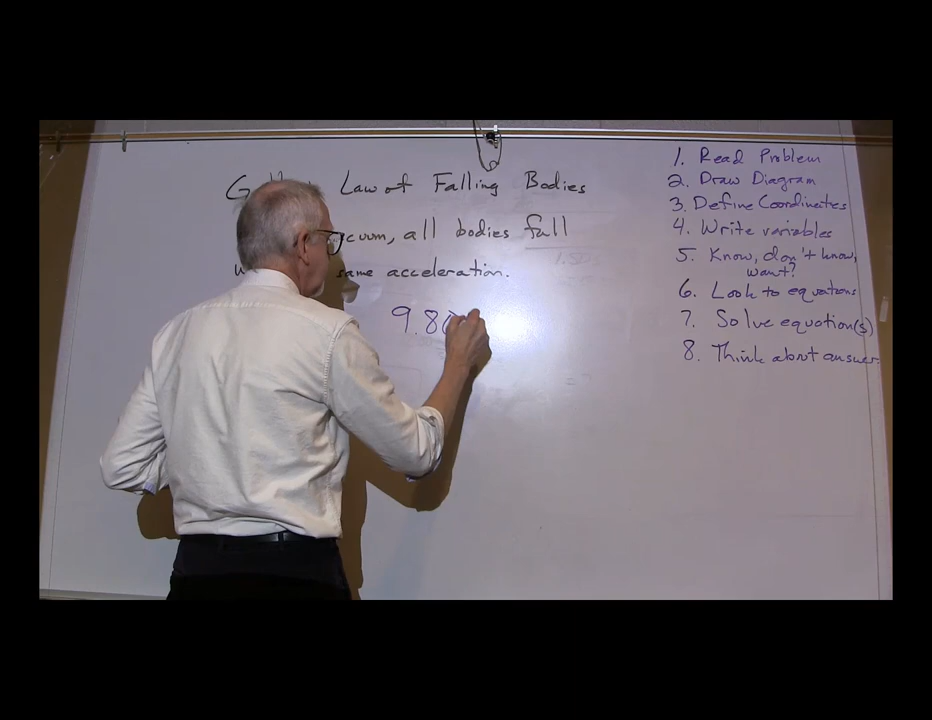 Law of Falling Bodies
all bodies fall
same acceleration.
9.8
1. Read Problem
2. Draw Diagram
3. Define Coordinates
4. Write variables
5. Know, don't know,
want?
6. Look to equations
7. Solve equation(s)
8. Think about answer